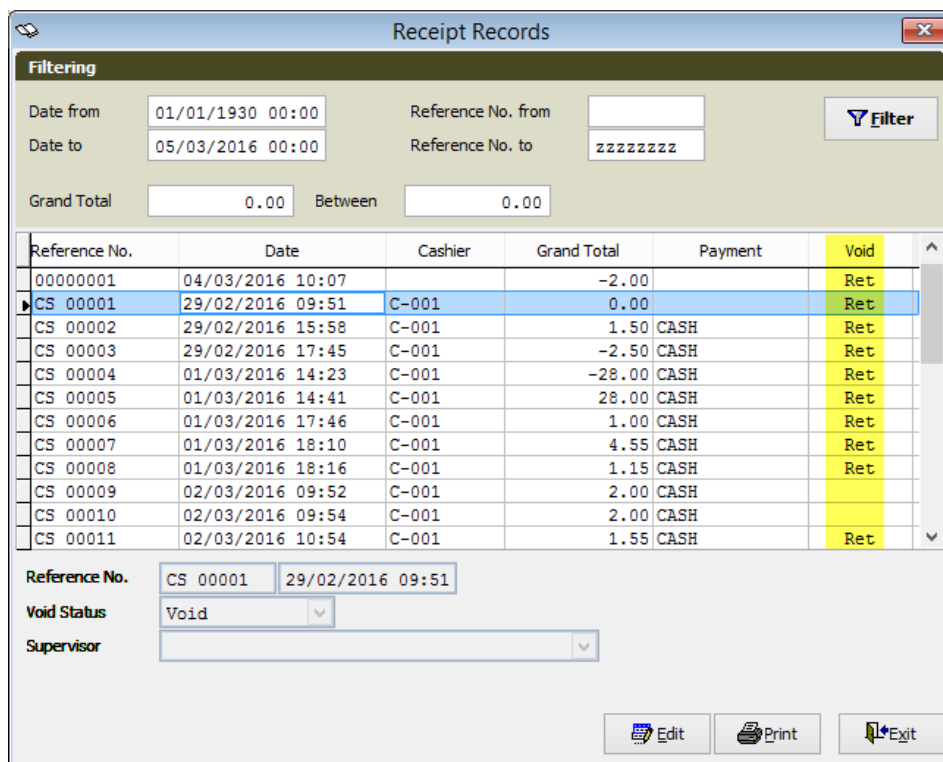 Receipt Records
Filtering
Date from 01/01/1930 00:00 Reference No. from Filter
Date to 05/03/2016 00:00 Reference No. to zzzzzzzz
Grand Total 0.00 Between 0.00
Reference No. Date Cashier Grand Total Payment Void
00000001 04/03/2016 10:07 -2.00 Ret
CS 00001 29/02/2016 09:51 C-001 0.00 Ret
CS 00002 29/02/2016 15:58 C-001 1.50 CASH Ret
CS 00003 29/02/2016 17:45 C-001 -2.50 CASH Ret
CS 00004 01/03/2016 14:23 C-001 -28.00 CASH Ret
CS 00005 01/03/2016 14:41 C-001 28.00 CASH Ret
CS 00006 01/03/2016 17:46 C-001 1.00 CASH Ret
CS 00007 01/03/2016 18:10 C-001 4.55 CASH Ret
CS 00008 01/03/2016 18:16 C-001 1.15 CASH Ret
CS 00009 02/03/2016 09:52 C-001 2.00 CASH
CS 00010 02/03/2016 09:54 C-001 2.00 CASH
CS 00011 02/03/2016 10:54 C-001 1.55 CASH Ret
Reference No. CS 00001 29/02/2016 09:51
Void Status Void
Supervisor
Edit Print Exit